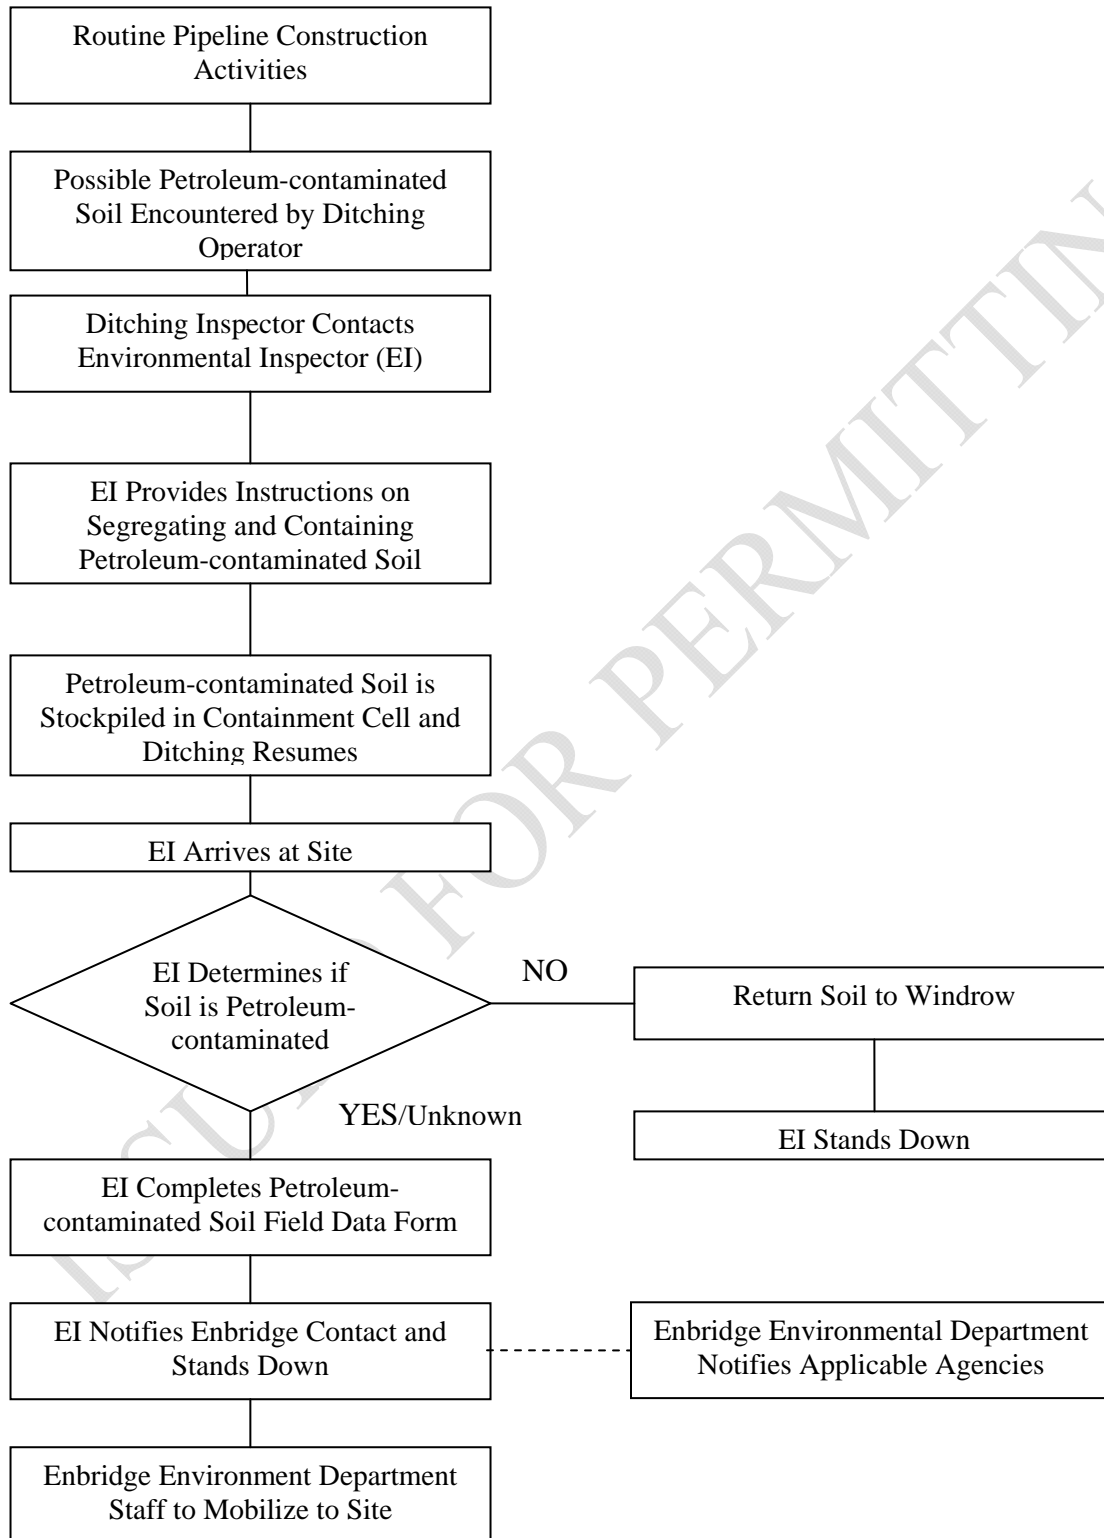 Routine Pipeline Construction
Activities
Possible Petroleum-contaminated
Soil Encountered by Ditching
Operator
Ditching Inspector Contacts
Environmental Inspector (EI)
EI Provides Instructions on
Segregating and Containing
Petroleum-contaminated Soil
Petroleum-contaminated Soil is
Stockpiled in Containment Cell and
Ditching Resumes
EI Arrives at Site
EI Determines if
Soil is Petroleum-
contaminated
NO
Return Soil to Windrow
EI Stands Down
YES/Unknown
EI Completes Petroleum-
contaminated Soil Field Data Form
EI Notifies Enbridge Contact and
Stands Down
Enbridge Environmental Department
Notifies Applicable Agencies
Enbridge Environment Department
Staff to Mobilize to Site
FOR